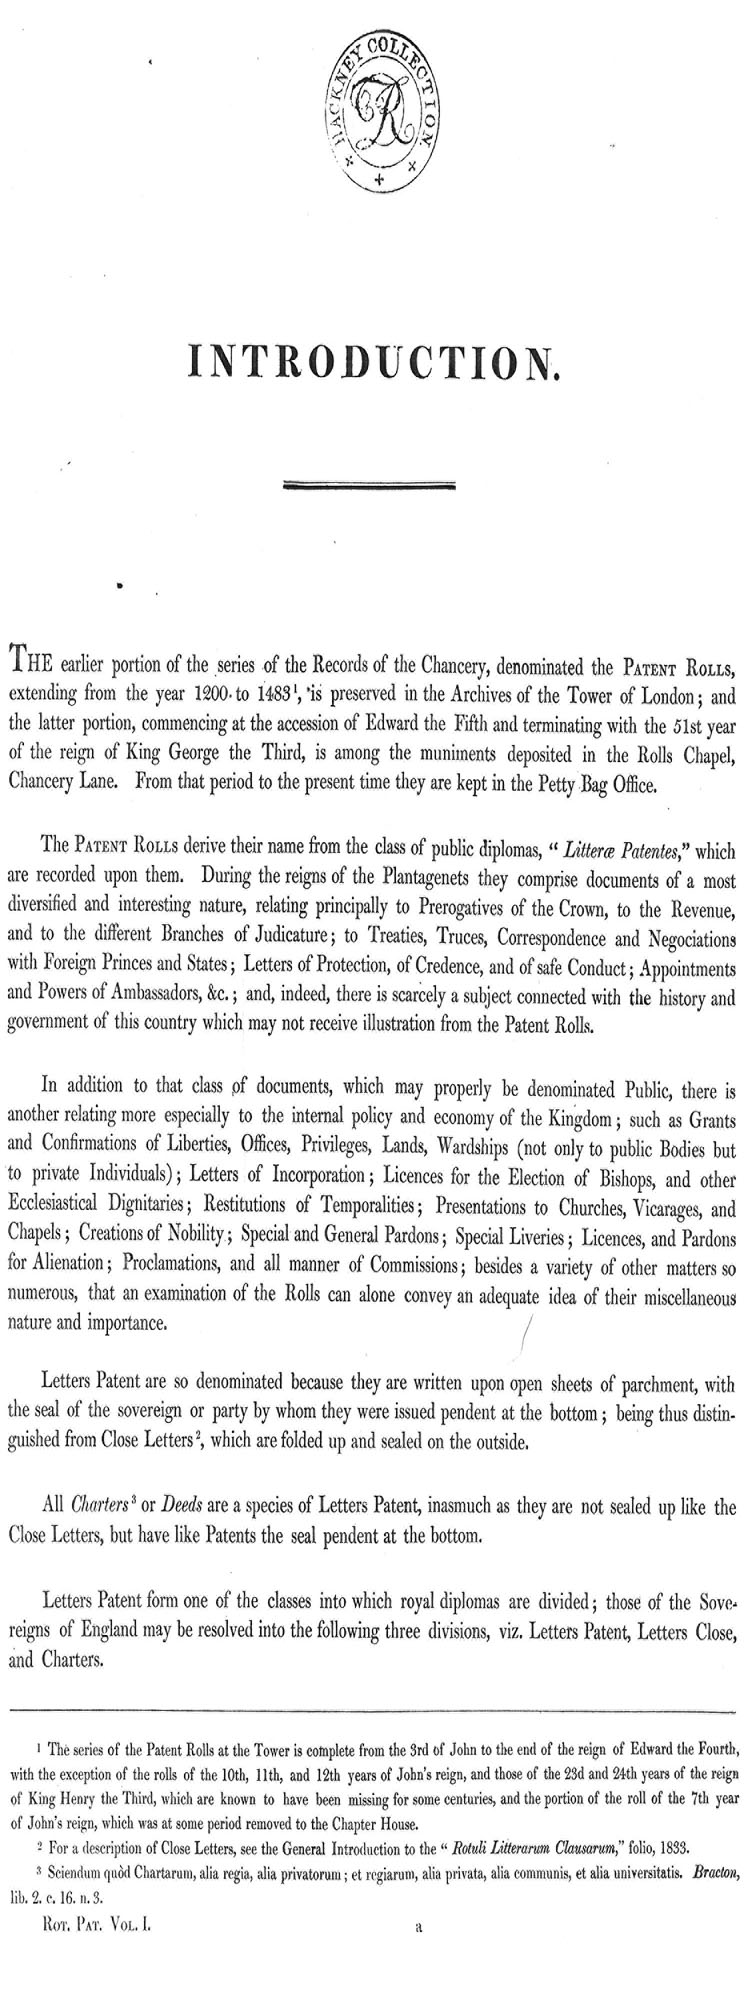 HACKNEY COLLECTION
INTRODUCTION.
THE earlier portion of the series of the Records of the Chancery, denominated the PATENT ROLLS,
extending from the year 1200 to 1483¹, is preserved in the Archives of the Tower of London; and
the latter portion, commencing at the accession of Edward the Fifth and terminating with the 51st year
of the reign of King George the Third, is among the muniments deposited in the Rolls Chapel,
Chancery Lane. From that period to the present time they are kept in the Petty Bag Office.
The PATENT ROLLS derive their name from the class of public diplomas, “ Litteræ Patentes,” which
are recorded upon them. During the reigns of the Plantagenets they comprise documents of a most
diversified and interesting nature, relating principally to Prerogatives of the Crown, to the Revenue,
and to the different Branches of Judicature; to Treaties, Truces, Correspondence and Negociations
with Foreign Princes and States; Letters of Protection, of Credence, and of safe Conduct; Appointments
and Powers of Ambassadors, &c.; and, indeed, there is scarcely a subject connected with the history and
government of this country which may not receive illustration from the Patent Rolls.
In addition to that class of documents, which may properly be denominated Public, there is
another relating more especially to the internal policy and economy of the Kingdom; such as Grants
and Confirmations of Liberties, Offices, Privileges, Lands, Wardships (not only to public Bodies but
to private Individuals); Letters of Incorporation; Licences for the Election of Bishops, and other
Ecclesiastical Dignitaries; Restitutions of Temporalities; Presentations to Churches, Vicarages, and
Chapels; Creations of Nobility; Special and General Pardons; Special Liveries; Licences, and Pardons
for Alienation; Proclamations, and all manner of Commissions; besides a variety of other matters so
numerous, that an examination of the Rolls can alone convey an adequate idea of their miscellaneous
nature and importance.
Letters Patent are so denominated because they are written upon open sheets of parchment, with
the seal of the sovereign or party by whom they were issued pendent at the bottom; being thus distin-
guished from Close Letters², which are folded up and sealed on the outside.
All Charters³ or Deeds are a species of Letters Patent, inasmuch as they are not sealed up like the
Close Letters, but have like Patents the seal pendent at the bottom.
Letters Patent form one of the classes into which royal diplomas are divided; those of the Sove-
reigns of England may be resolved into the following three divisions, viz. Letters Patent, Letters Close,
and Charters.
¹ The series of the Patent Rolls at the Tower is complete from the 3rd of John to the end of the reign of Edward the Fourth,
with the exception of the rolls of the 10th, 11th, and 12th years of John's reign, and those of the 23d and 24th years of the reign
of King Henry the Third, which are known to have been missing for some centuries, and the portion of the roll of the 7th year
of John's reign, which was at some period removed to the Chapter House.
² For a description of Close Letters, see the General Introduction to the “ Rotuli Litterarum Clausarum,” folio, 1833.
³ Sciendum quòd Chartarum, alia regia, alia privatorum; et regiarum, alia privata, alia communis, et alia universitatis. Bracton,
lib. 2. c. 16. n. 3.
ROT. PAT. VOL. I. a